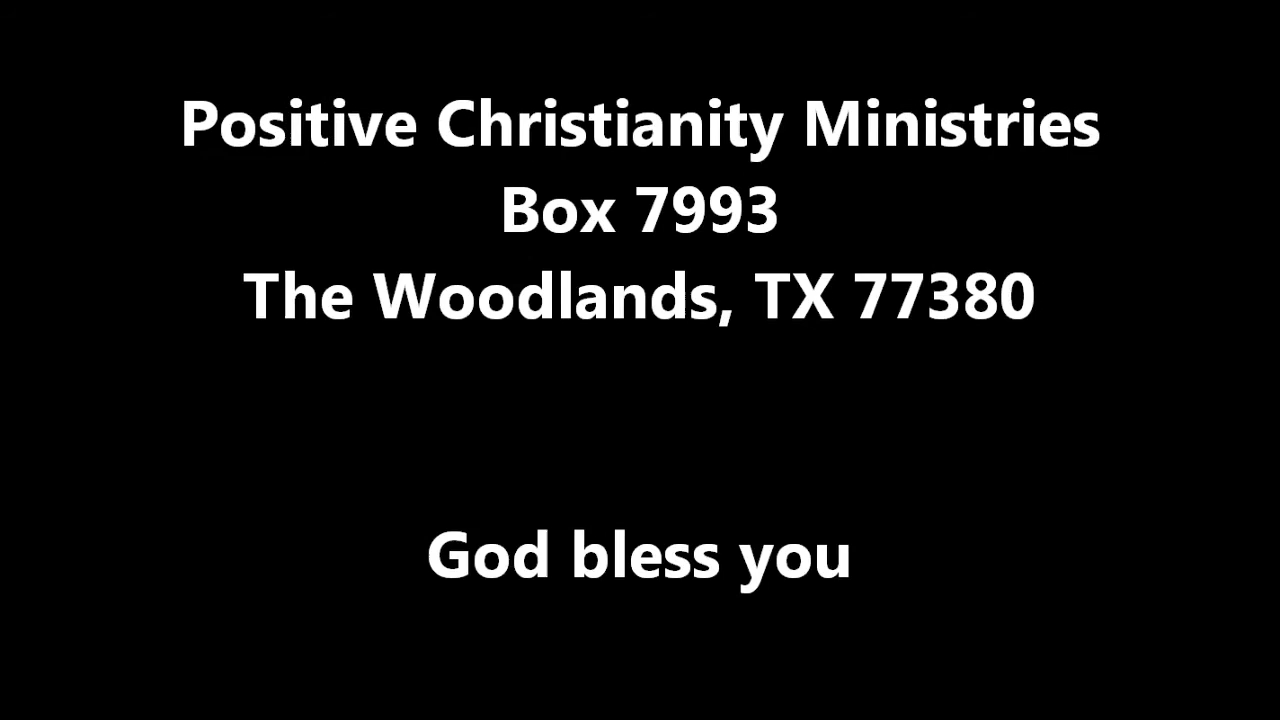 Positive Christianity Ministries
Box 7993
The Woodlands, TX 77380
God bless you